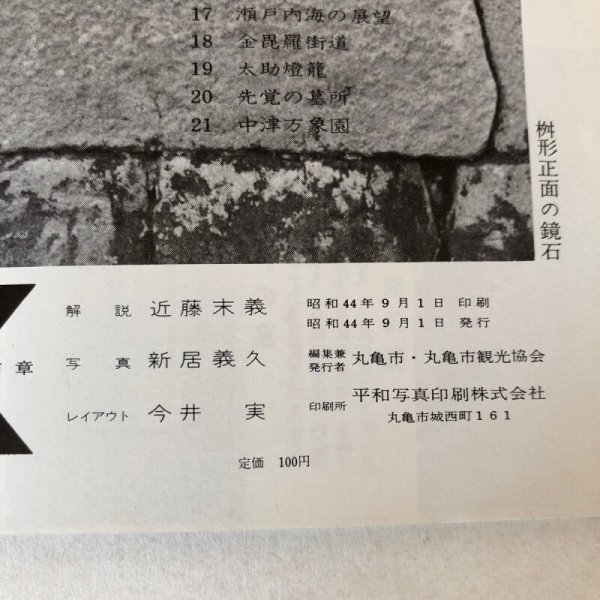 17 瀬戸内海の展望
18 金毘羅街道
19 太助燈籠
20 先覚の墓所
21 中津万象園
桝形正面の鏡石
解説 近藤末義
写真 新居義久
レイアウト 今井 実
章
昭和44年9月1日 印刷
昭和44年9月1日 発行
編集兼発行者 丸亀市・丸亀市観光協会
印刷所 平和写真印刷株式会社
丸亀市城西町161
定価 100円